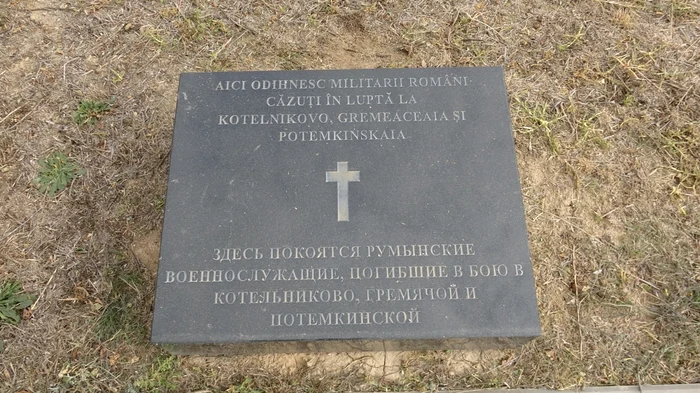 AICI ODIHNESC MILITARII ROMÂNI
CĂZUȚI ÎN LUPTĂ LA
KOTELNIKOVO, GREMEACEAIA ȘI
POTEMKINSKAIA
ЗДЕСЬ ПОКОЯТСЯ РУМЫНСКИЕ
ВОЕННОСЛУЖАЩИЕ, ПОГИБШИЕ В БОЮ В
КОТЕЛЬНИКОВО, ГРЕМЯЧОЙ И
ПОТЕМКИНСКОЙ